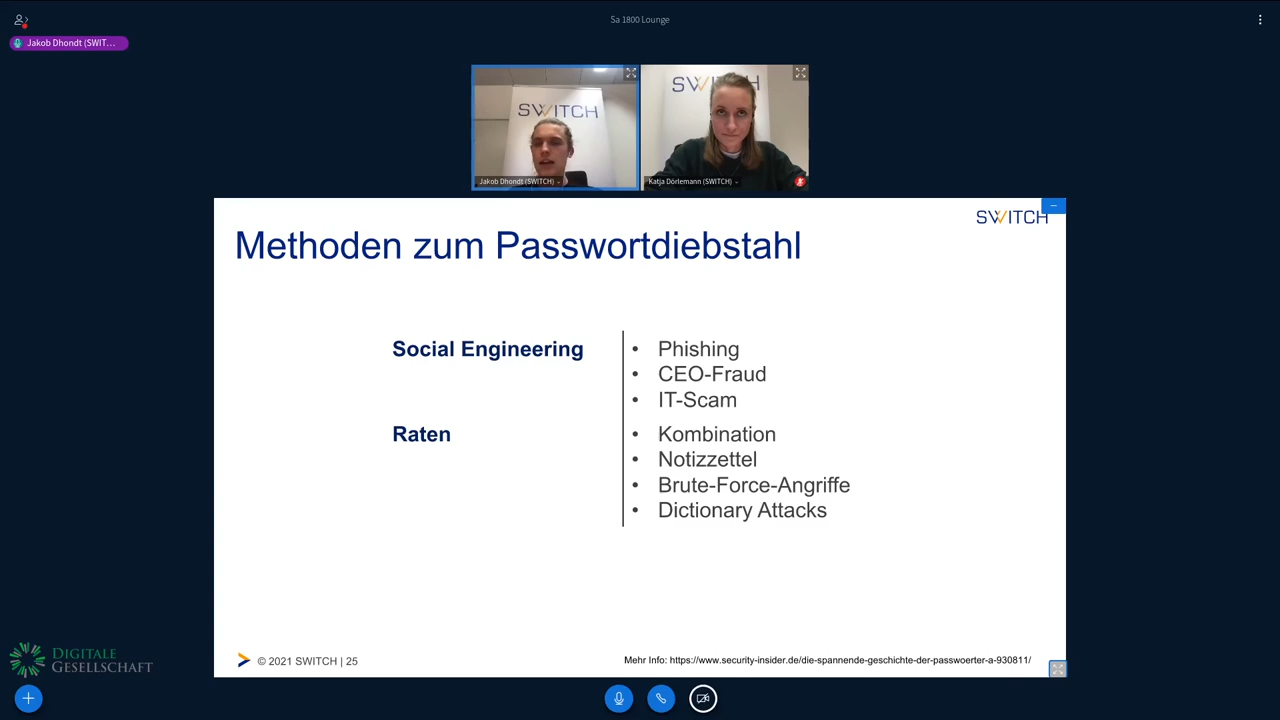 Sa 1800 Lounge
Jakob Dhondt (SWIT…
SWITCH
SWITCH
Jakob Dhondt (SWITCH)
Katja Dörlemann (SWITCH)
SWITCH
Methoden zum Passwortdiebstahl
Social Engineering
• Phishing
• CEO-Fraud
• IT-Scam
Raten
• Kombination
• Notizzettel
• Brute-Force-Angriffe
• Dictionary Attacks
© 2021 SWITCH | 25
Mehr Info: https://www.security-insider.de/die-spannende-geschichte-der-passwoerter-a-930811/
DIGITALE
GESELLSCHAFT